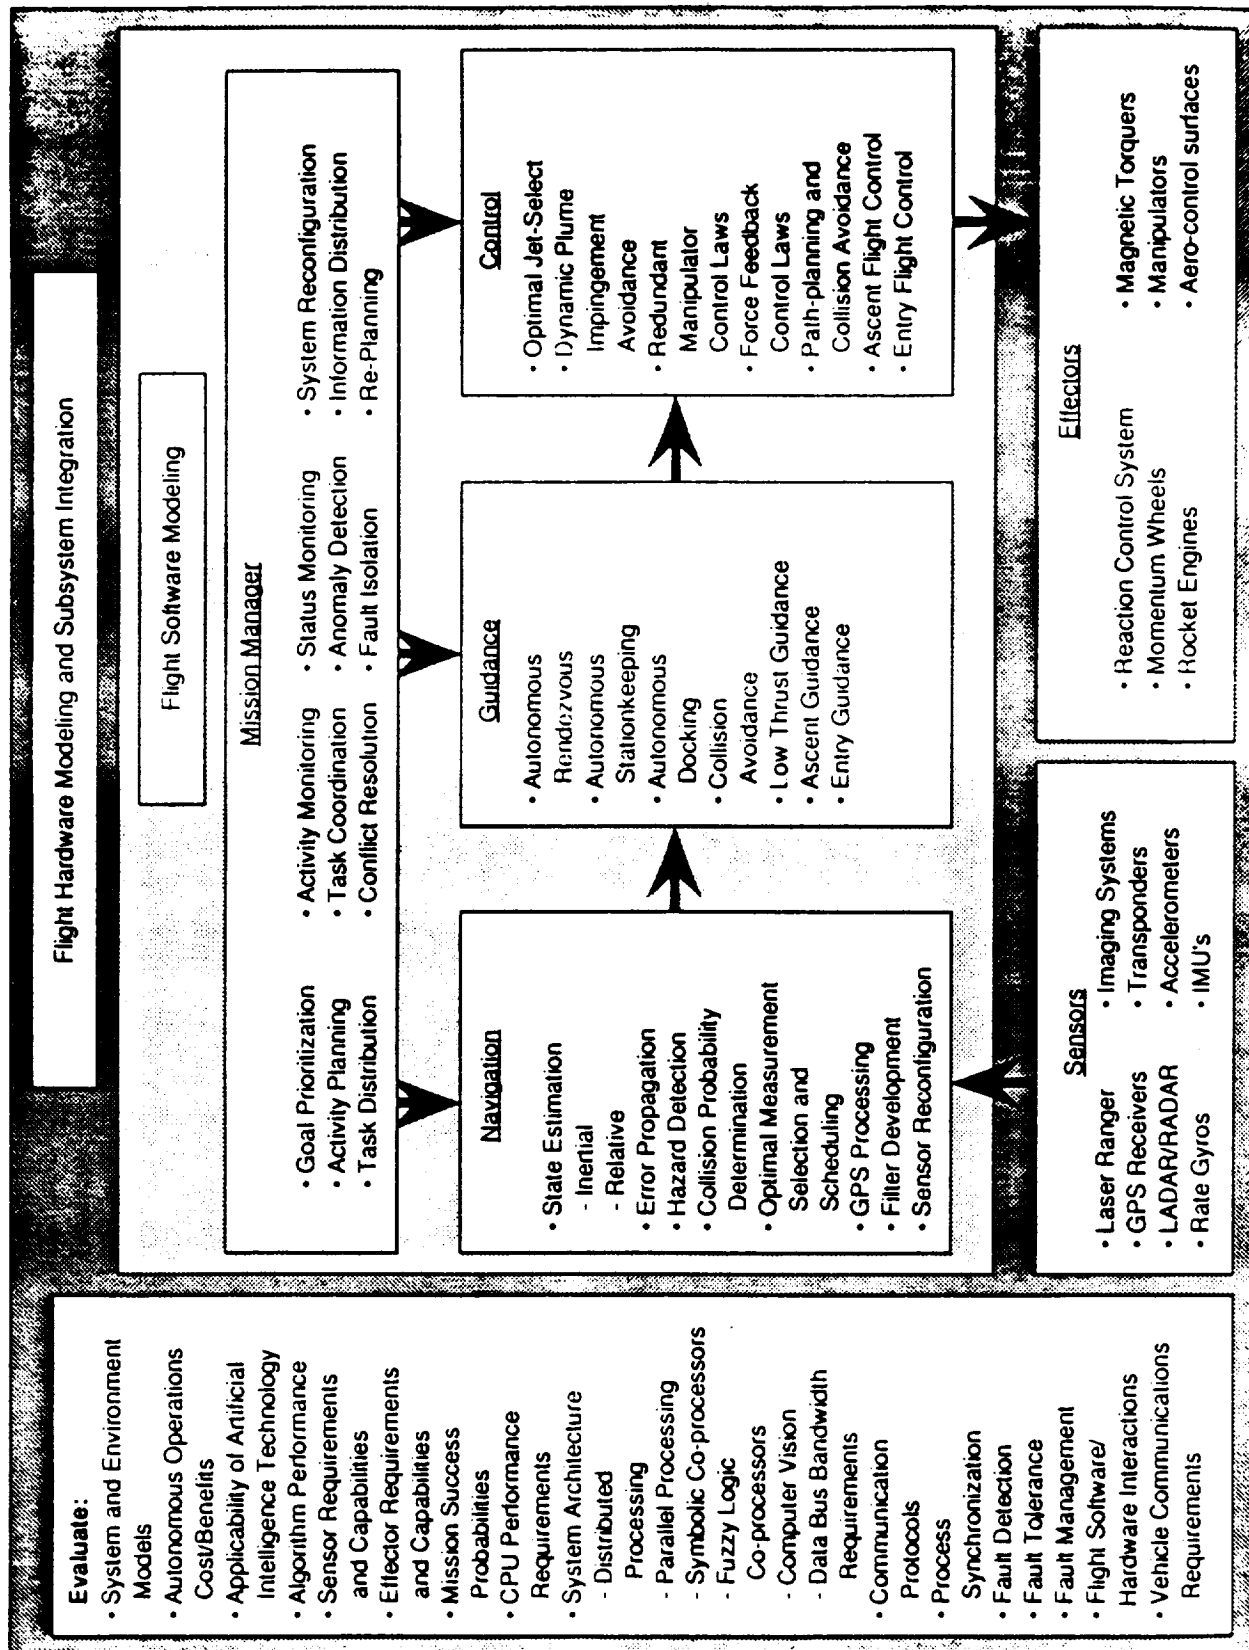 Flight Hardware Modeling and Subsystem Integration
Evaluate:
• System and Environment
Models
• Autonomous Operations
Cost/Benefits
• Applicability of Artificial
Intelligence Technology
• Algorithm Performance
• Sensor Requirements
and Capabilities
• Effector Requirements
and Capabilities
• Mission Success
Probabilities
• CPU Performance
Requirements
• System Architecture
- Distributed
Processing
- Parallel Processing
- Symbolic Co-processors
- Fuzzy Logic
Co-processors
- Computer Vision
- Data Bus Bandwidth
Requirements
• Communication
Protocols
• Process
Synchronization
• Fault Detection
• Fault Tolerance
• Fault Management
• Flight Software/
Hardware Interactions
• Vehicle Communications
Requirements
Flight Software Modeling
Mission Manager
• Goal Prioritization
• Activity Planning
• Task Distribution
• Activity Monitoring
• Task Coordination
• Conflict Resolution
• Status Monitoring
• Anomaly Detection
• Fault Isolation
• System Reconfiguration
• Information Distribution
• Re-Planning
Navigation
• State Estimation
- Inertial
- Relative
• Error Propagation
• Hazard Detection
• Collision Probability
Determination
• Optimal Measurement
Selection and
Scheduling
• GPS Processing
• Filter Development
• Sensor Reconfiguration
Guidance
• Autonomous
Rendezvous
• Autonomous
Stationkeeping
• Autonomous
Docking
• Collision
Avoidance
• Low Thrust Guidance
• Ascent Guidance
• Entry Guidance
Control
• Optimal Jet-Select
• Dynamic Plume
Impingement
Avoidance
• Redundant
Manipulator
Control Laws
• Force Feedback
Control Laws
• Path-planning and
Collision Avoidance
• Ascent Flight Control
• Entry Flight Control
Sensors
• Laser Ranger
• GPS Receivers
• LADAR/RADAR
• Rate Gyros
• Imaging Systems
• Transponders
• Accelerometers
• IMU's
Effectors
• Reaction Control System
• Momentum Wheels
• Rocket Engines
• Magnetic Torquers
• Manipulators
• Aero-control surfaces